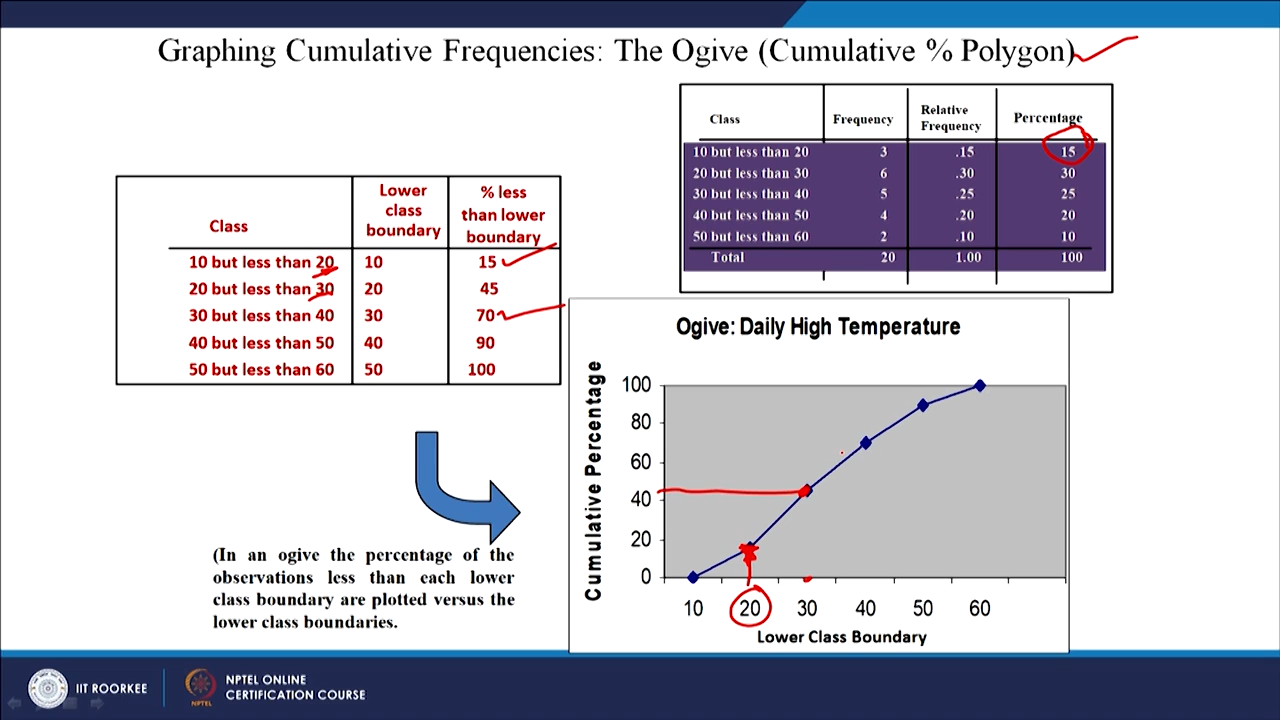 Graphing Cumulative Frequencies: The Ogive (Cumulative % Polygon)
Class Frequency Relative Frequency Percentage
10 but less than 20 3 .15 15
20 but less than 30 6 .30 30
30 but less than 40 5 .25 25
40 but less than 50 4 .20 20
50 but less than 60 2 .10 10
Total 20 1.00 100
Class Lower class boundary % less than lower boundary
10 but less than 20 10 15
20 but less than 30 20 45
30 but less than 40 30 70
40 but less than 50 40 90
50 but less than 60 50 100
(In an ogive the percentage of the
observations less than each lower
class boundary are plotted versus the
lower class boundaries.
Ogive: Daily High Temperature
Cumulative Percentage
100
80
60
40
20
0
10 20 30 40 50 60
Lower Class Boundary
IIT ROORKEE
NPTEL
NPTEL ONLINE
CERTIFICATION COURSE